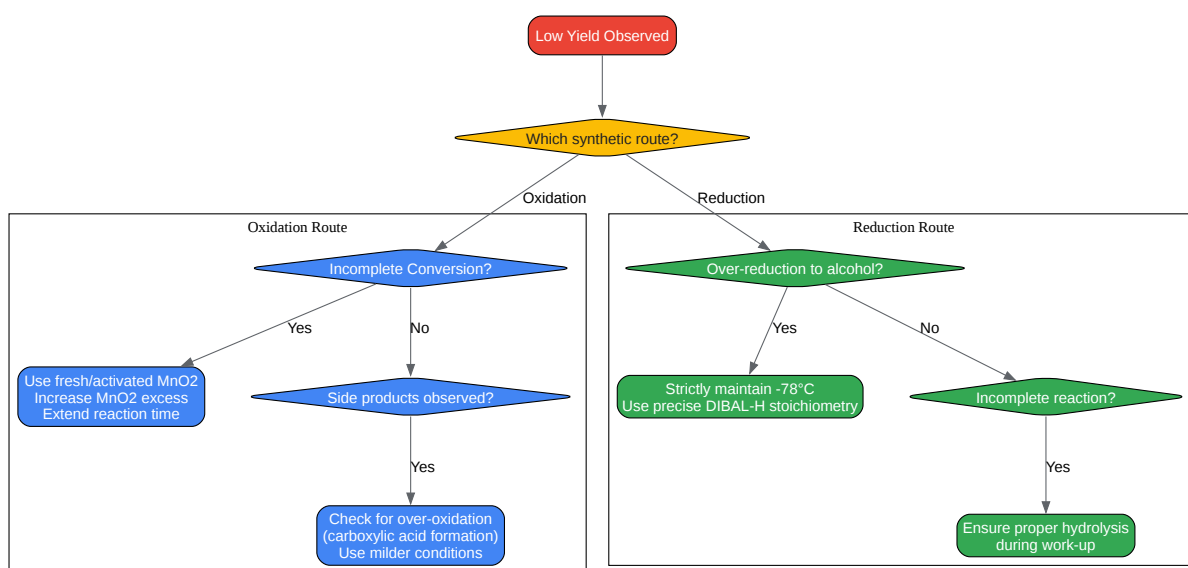 Low Yield Observed
Which synthetic route?
Oxidation
Reduction
Oxidation Route
Incomplete Conversion?
Yes
No
Use fresh/activated MnO2
Increase MnO2 excess
Extend reaction time
Side products observed?
Yes
Check for over-oxidation
(carboxylic acid formation)
Use milder conditions
Reduction Route
Over-reduction to alcohol?
Yes
No
Strictly maintain -78°C
Use precise DIBAL-H stoichiometry
Incomplete reaction?
Yes
Ensure proper hydrolysis
during work-up